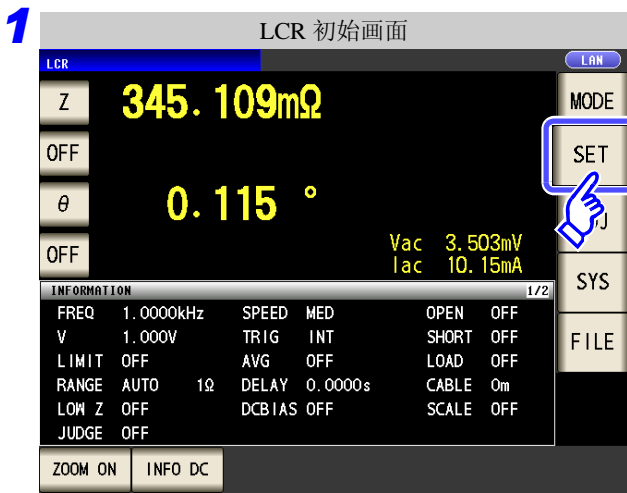 1
LCR 初始画面
LCR
LAN
Z 345.109mΩ
MODE
OFF
SET
θ 0.115 °
OFF
Vac 3.503mV
Iac 10.15mA
SYS
INFORMATION 1/2
FREQ 1.0000kHz SPEED MED OPEN OFF
V 1.000V TRIG INT SHORT OFF
FILE
LIMIT OFF AVG OFF LOAD OFF
RANGE AUTO 1Ω DELAY 0.0000s CABLE 0m
LOW Z OFF DCBIAS OFF SCALE OFF
JUDGE OFF
ZOOM ON INFO DC